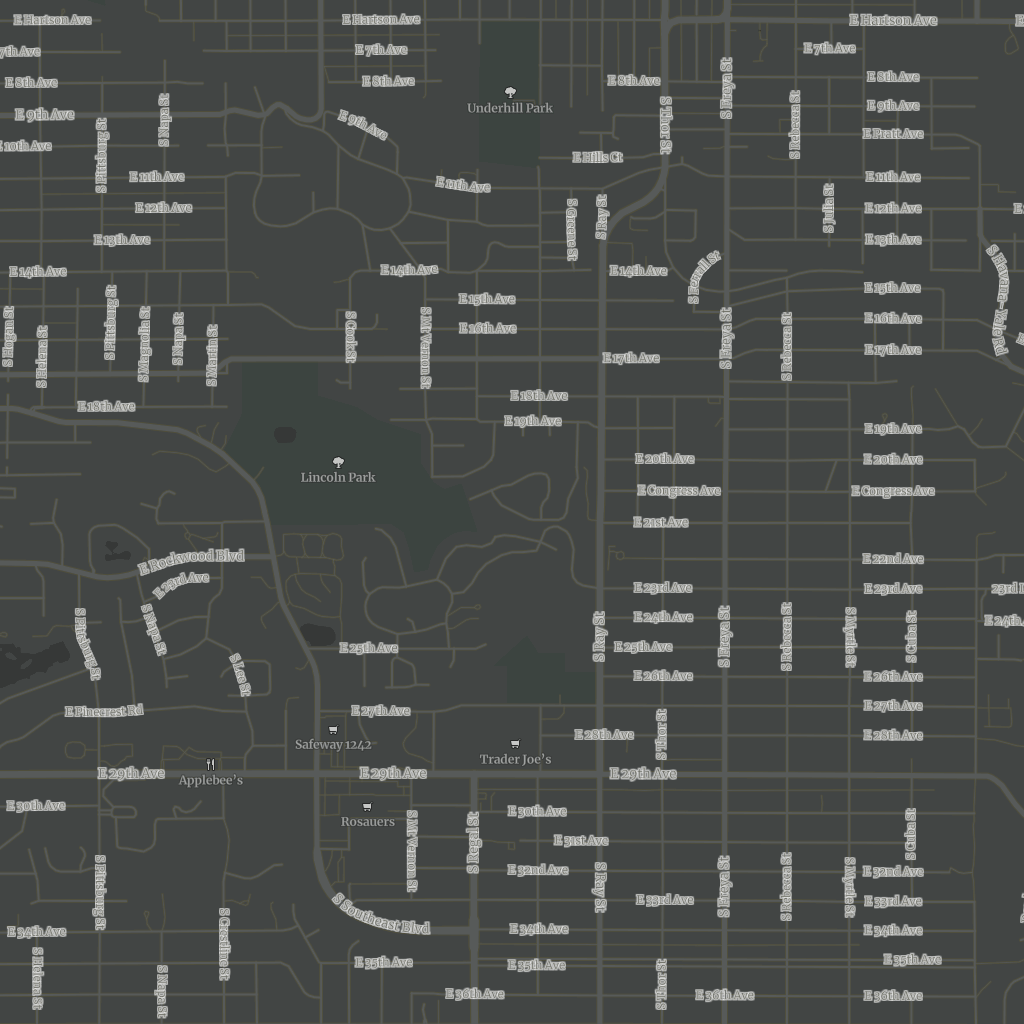 E Hartson Ave
E Hartson Ave
E Hartson Ave
7th Ave
E 7th Ave
E 7th Ave
E 8th Ave
E 8th Ave
E 8th Ave
E 8th Ave
S Freya St
Underhill Park
E 9th Ave
E 9th Ave
E 9th Ave
S Napa St
S Thor St
S Rebecca St
E Pratt Ave
E 10th Ave
S Pittsburg St
E Hills Ct
E 11th Ave
E 11th Ave
E 11th Ave
E 12th Ave
E 12th Ave
S Julia St
S Greene St
S Ray St
E 13th Ave
E 13th Ave
E 14th Ave
E 14th Ave
E 14th Ave
S Ferrall St
S Havana-Yale Rd
E 15th Ave
E 15th Ave
E 16th Ave
E 16th Ave
S Hogan St
S Helena St
S Pittsburg St
S Magnolia St
S Napa St
S Martin St
S Cook St
S Mt Vernon St
S Freya St
S Rebecca St
E 17th Ave
E 17th Ave
E 18th Ave
E 18th Ave
E 19th Ave
E 19th Ave
Lincoln Park
E 20th Ave
E 20th Ave
E Congress Ave
E Congress Ave
E 21st Ave
E Rockwood Blvd
E 22nd Ave
E 23rd Ave
E 23rd Ave
E 23rd Ave
23rd
E 24th Ave
E 24th A
S Pittsburg St
S Napa St
S Lee St
S Ray St
S Freya St
S Rebecca St
S Myrtle St
S Cuba St
E 25th Ave
E 25th Ave
E 26th Ave
E 26th Ave
E Pinecrest Rd
E 27th Ave
E 27th Ave
E 28th Ave
E 28th Ave
S Thor St
Safeway 1242
Trader Joe's
E 29th Ave
Applebee's
E 29th Ave
E 29th Ave
E 30th Ave
E 30th Ave
Rosauers
S Mt Vernon St
S Regal St
E 31st Ave
S Cuba St
E 32nd Ave
E 32nd Ave
S Pittsburg St
S Ray St
S Freya St
S Rebecca St
S Myrtle St
E 33rd Ave
E 33rd Ave
S Southeast Blvd
E 34th Ave
E 34th Ave
E 34th Ave
S Crestline St
E 35th Ave
E 35th Ave
E 35th Ave
S Helena St
S Napa St
S Thor St
E 36th Ave
E 36th Ave
E 36th Ave